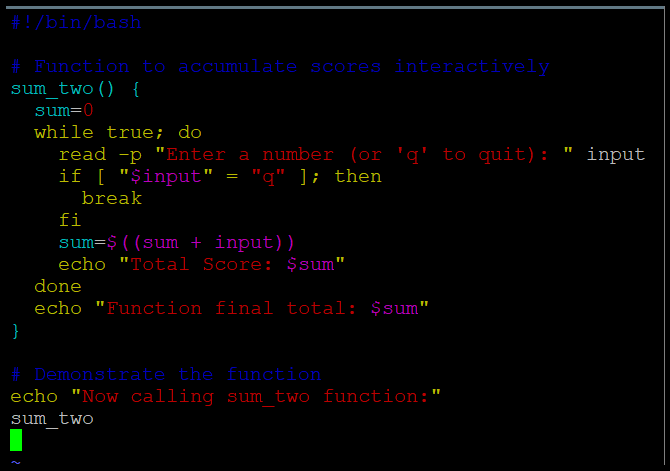 #!/bin/bash

# Function to accumulate scores interactively
sum_two() {
  sum=0
  while true; do
    read -p "Enter a number (or 'q' to quit): " input
    if [ "$input" = "q" ]; then
      break
    fi
    sum=$((sum + input))
    echo "Total Score: $sum"
  done
  echo "Function final total: $sum"
}

# Demonstrate the function
echo "Now calling sum_two function:"
sum_two

~